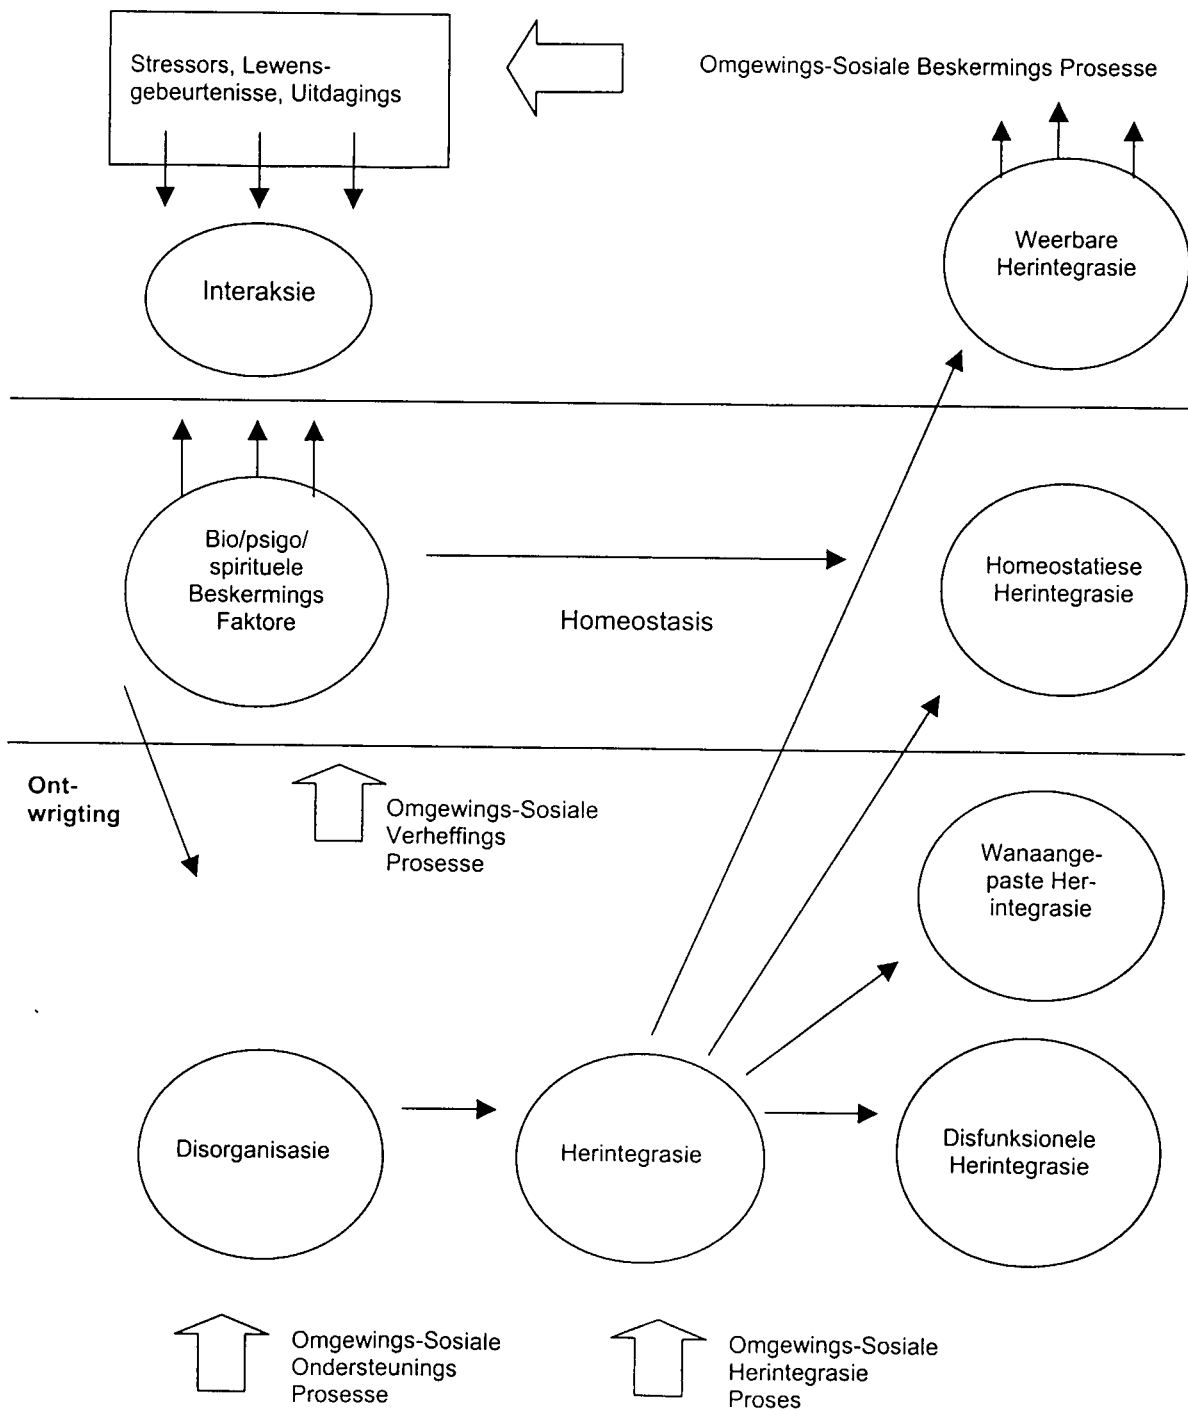 Stressors, Lewens-
gebeurtenisse, Uitdagings
Omgewings-Sosiale Beskermings Prosesse
Interaksie
Weerbare
Herintegrasie
Bio/psigo/
spirituele
Beskermings
Faktore
Homeostasis
Homeostatiese
Herintegrasie
Ont-
wrigting
Omgewings-Sosiale
Verheffings
Prosesse
Wanaange-
paste Her-
integrasie
Disorganisasie
Herintegrasie
Disfunksionele
Herintegrasie
Omgewings-Sosiale
Ondersteunings
Prosesse
Omgewings-Sosiale
Herintegrasie
Proses